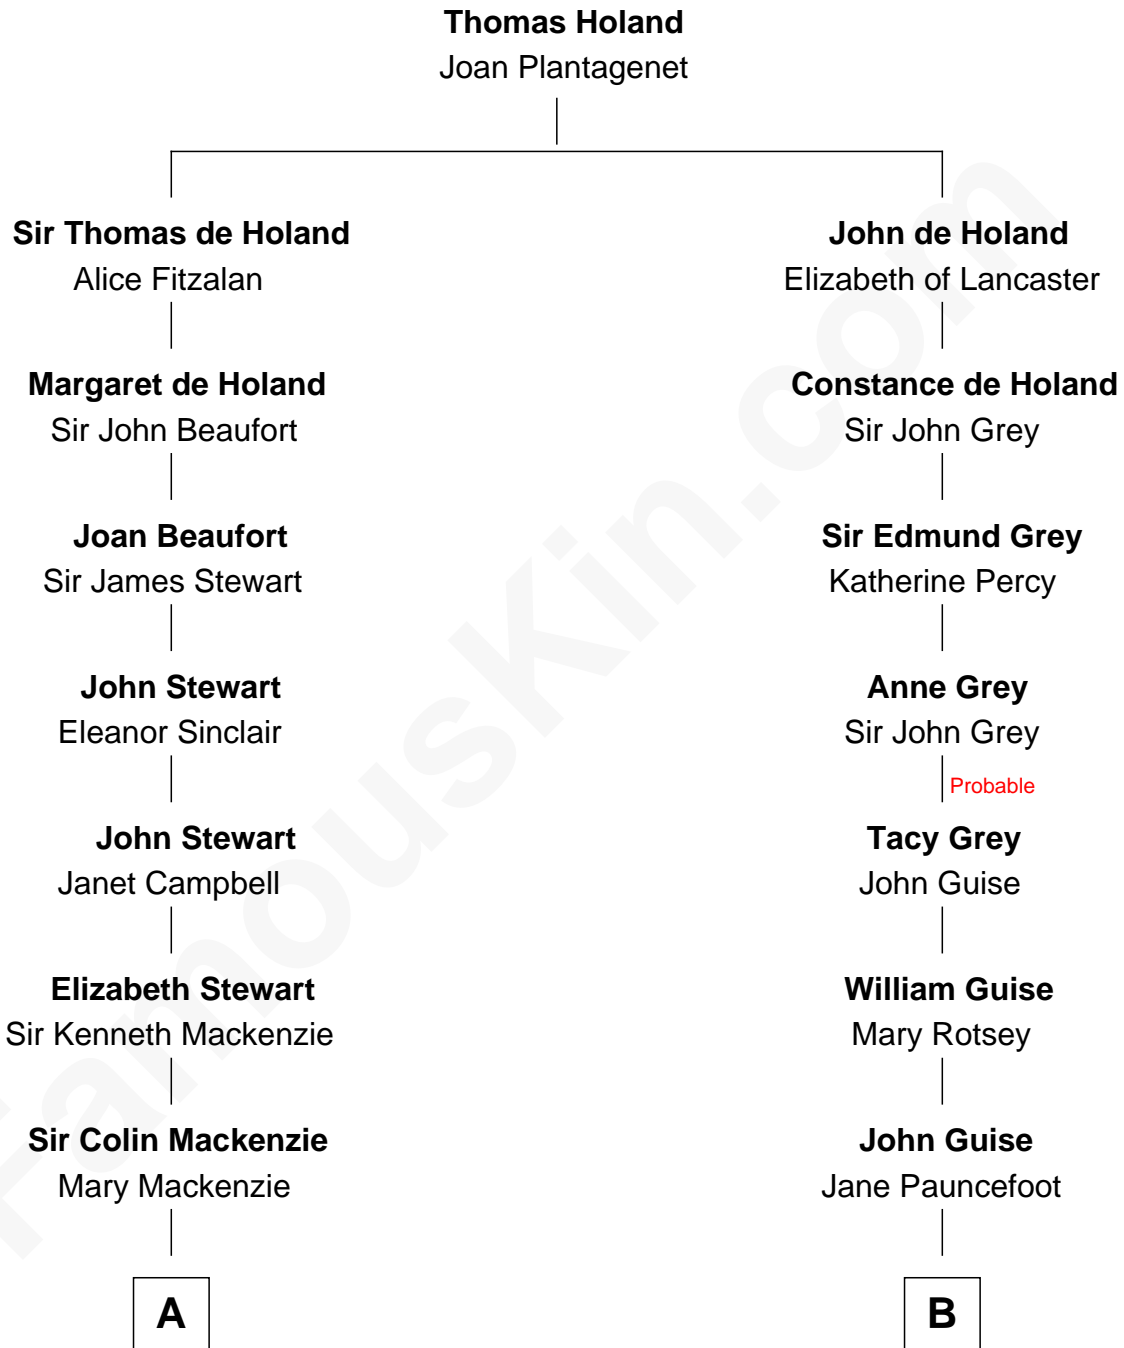 Thomas Holand
Joan Plantagenet
Sir Thomas de Holand
Alice Fitzalan
John de Holand
Elizabeth of Lancaster
Margaret de Holand
Sir John Beaufort
Constance de Holand
Sir John Grey
Joan Beaufort
Sir James Stewart
Sir Edmund Grey
Katherine Percy
John Stewart
Eleanor Sinclair
Anne Grey
Sir John Grey
Probable
John Stewart
Janet Campbell
Tacy Grey
John Guise
Elizabeth Stewart
Sir Kenneth Mackenzie
William Guise
Mary Rotsey
Sir Colin Mackenzie
Mary Mackenzie
John Guise
Jane Pauncefoot
A
B
FamousKin.com